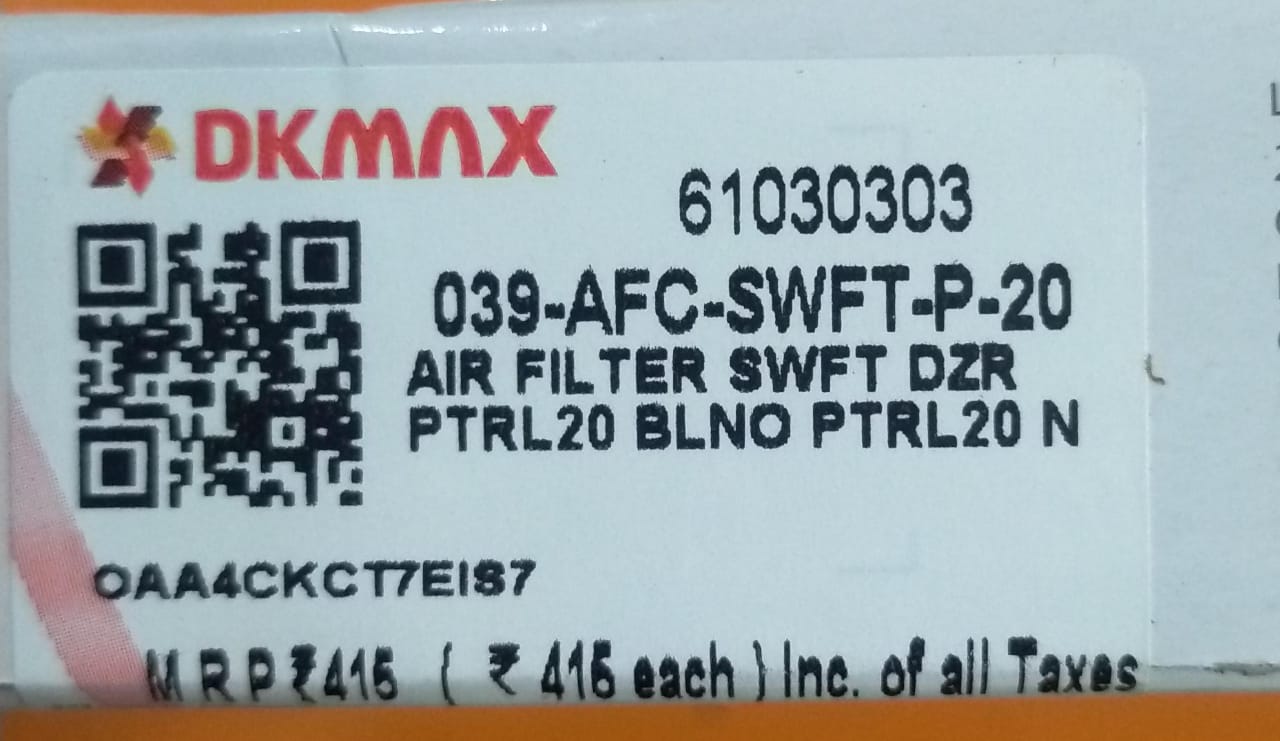 DKMAX
61030303
039-AFC-SWFT-P-20
AIR FILTER SWFT DZR
PTRL20 BLNO PTRL20 N
OAA4CKCT7EIS7
MRP ₹415 ( ₹ 415 each ) Inc. of all Taxes